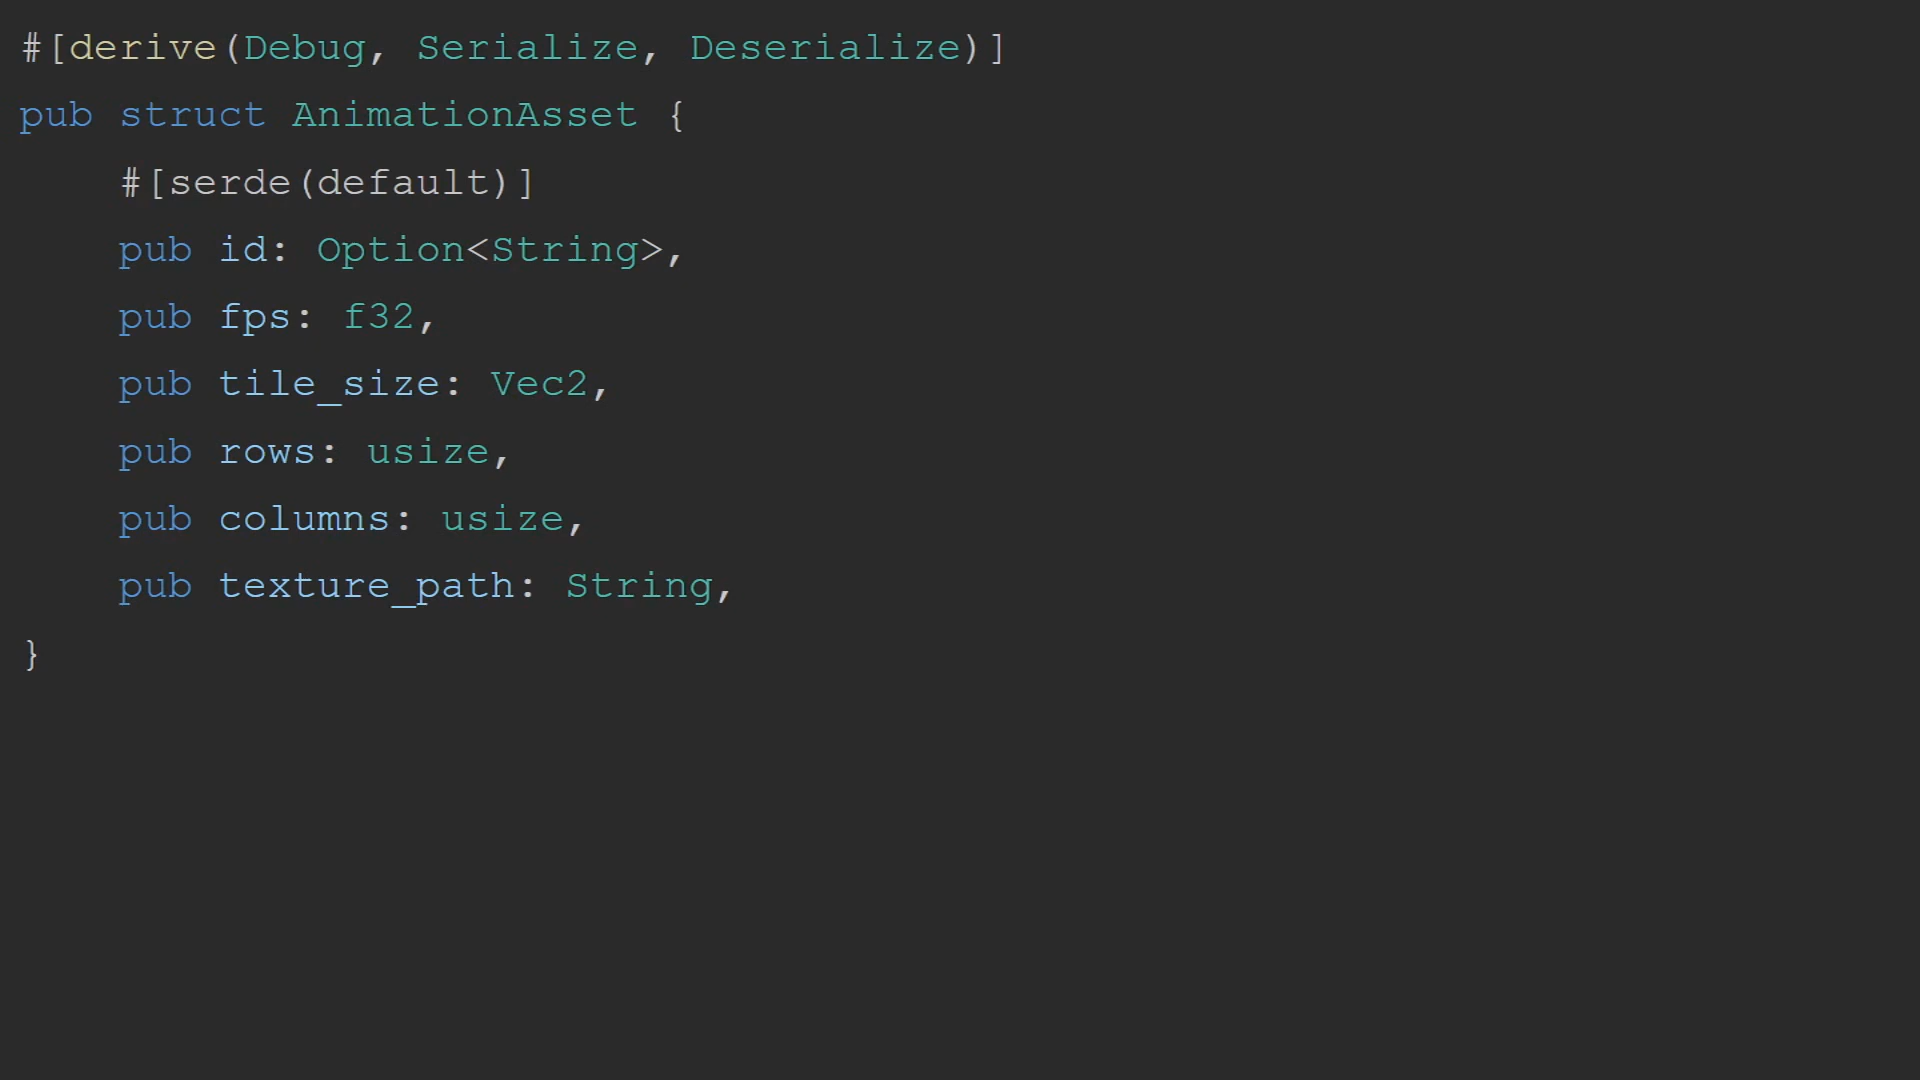 #[derive(Debug, Serialize, Deserialize)]
pub struct AnimationAsset {
    #[serde(default)]
    pub id: Option<String>,
    pub fps: f32,
    pub tile_size: Vec2,
    pub rows: usize,
    pub columns: usize,
    pub texture_path: String,
}